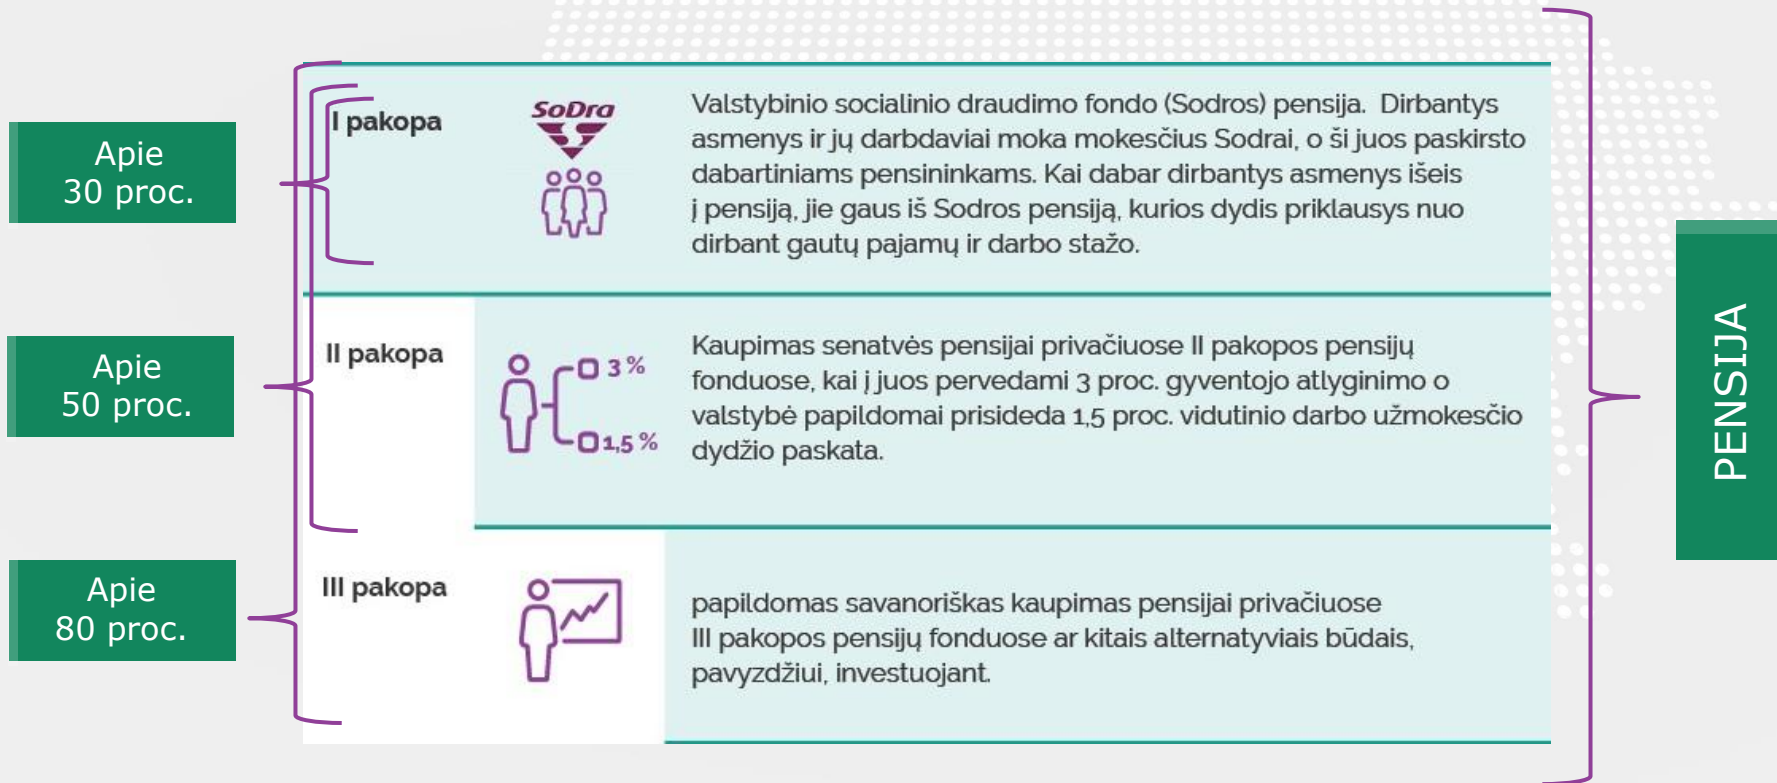 Apie
30 proc.
I pakopa
SoDra
Valstybinio socialinio draudimo fondo (Sodros) pensija. Dirbantys
asmenys ir jų darbdaviai moka mokesčius Sodrai, o ši juos paskirsto
dabartiniams pensininkams. Kai dabar dirbantys asmenys išeis
į pensiją, jie gaus iš Sodros pensiją, kurios dydis priklausys nuo
dirbant gautų pajamų ir darbo stažo.
Apie
50 proc.
II pakopa
3 %
1,5 %
Kaupimas senatvės pensijai privačiuose II pakopos pensijų
fonduose, kai į juos pervedami 3 proc. gyventojo atlyginimo o
valstybė papildomai prisideda 1,5 proc. vidutinio darbo užmokesčio
dydžio paskata.
Apie
80 proc.
III pakopa
papildomas savanoriškas kaupimas pensijai privačiuose
III pakopos pensijų fonduose ar kitais alternatyviais būdais,
pavyzdžiui, investuojant.
PENSIJA